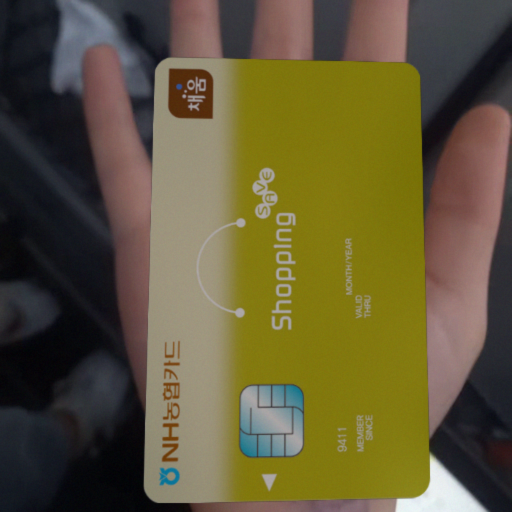 NH농협카드
채움
Shopping
SAVE
MONTH/YEAR
VALID
THRU
9411
MEMBER
SINCE